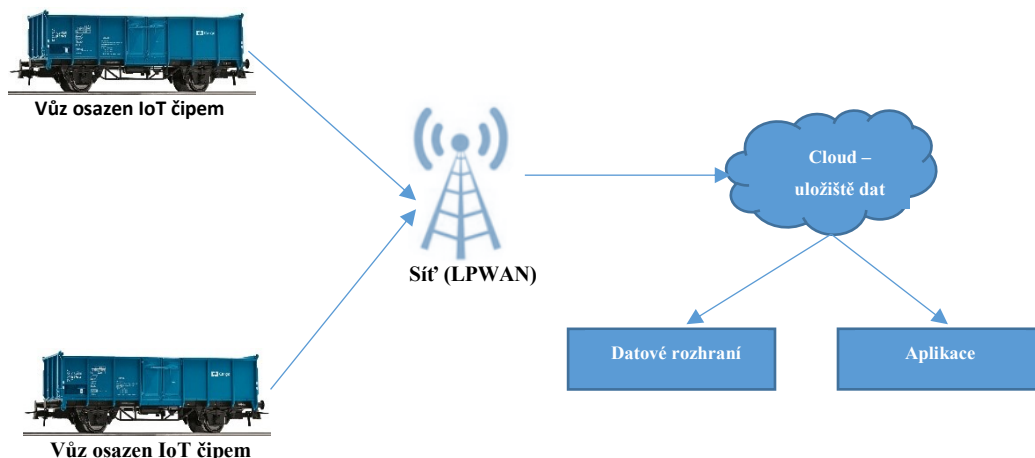 Vůz osazen IoT čipem
Síť (LPWAN)
Cloud –
uložiště dat
Datové rozhraní
Aplikace
Vůz osazen IoT čipem